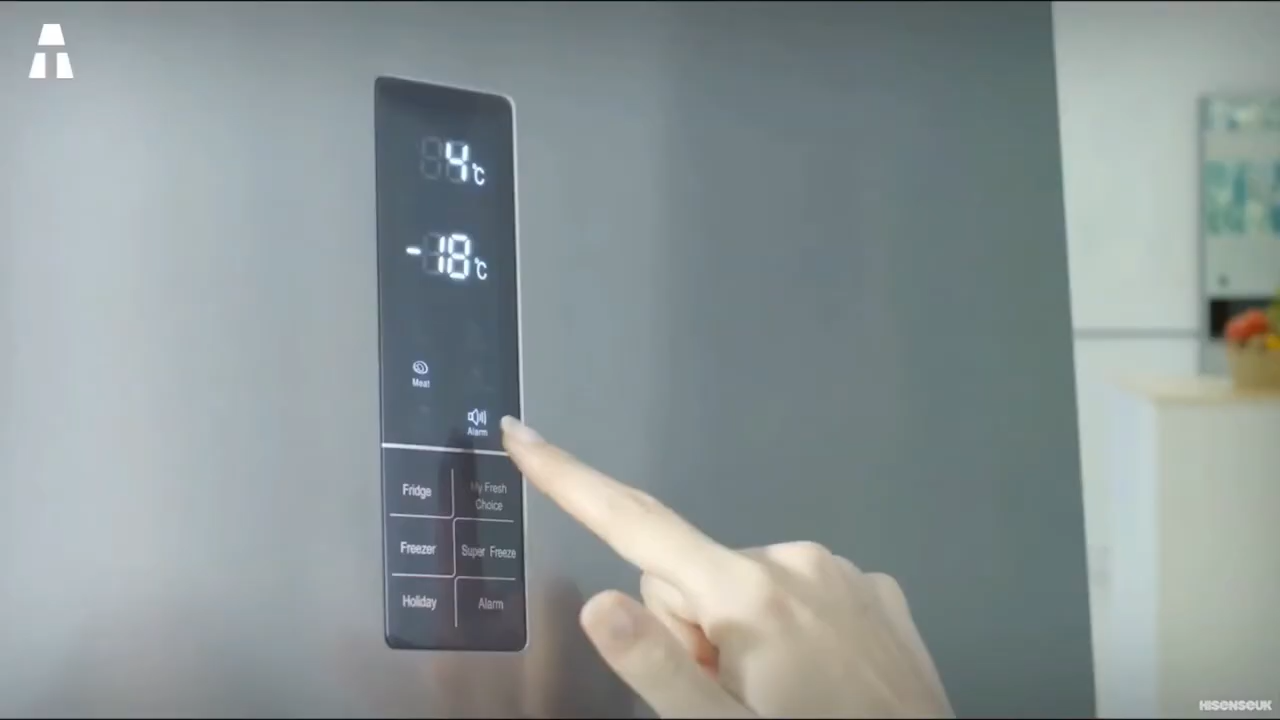 4°C
-18°C
Meat
Alarm
Fridge
My Fresh
Choice
Freezer
Super Freeze
Holiday
Alarm
HISENSEUK